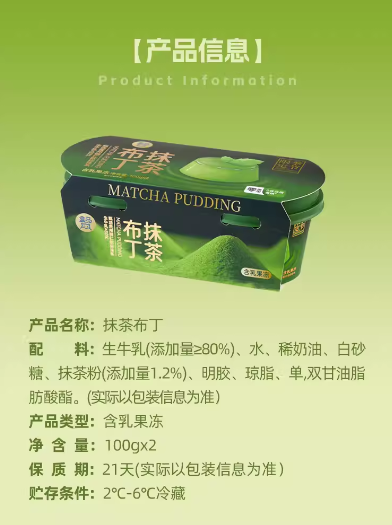 【产品信息】
Product Information
抹茶
布丁
MATCHA PUDDING
抹茶
布丁
MATCHA PUDDING
含乳果冻
产品名称：抹茶布丁
配　　料：生牛乳(添加量≥80%)、水、稀奶油、白砂
糖、抹茶粉(添加量1.2%)、明胶、琼脂、单,双甘油脂
肪酸酯。(实际以包装信息为准）
产品类型：含乳果冻
净 含 量：100gx2
保 质 期：21天(实际以包装信息为准）
贮存条件：2℃-6℃冷藏